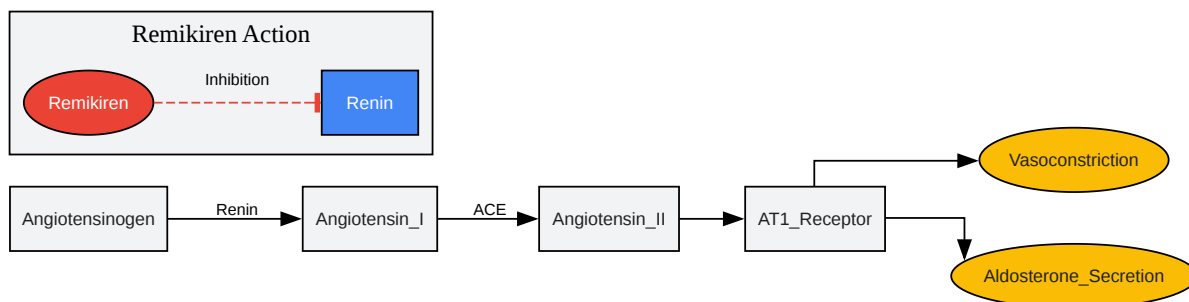 Remikiren Action
Inhibition
Remikiren
Renin
Vasoconstriction
Renin
ACE
Angiotensinogen
Angiotensin_I
Angiotensin_II
AT1_Receptor
Aldosterone_Secretion